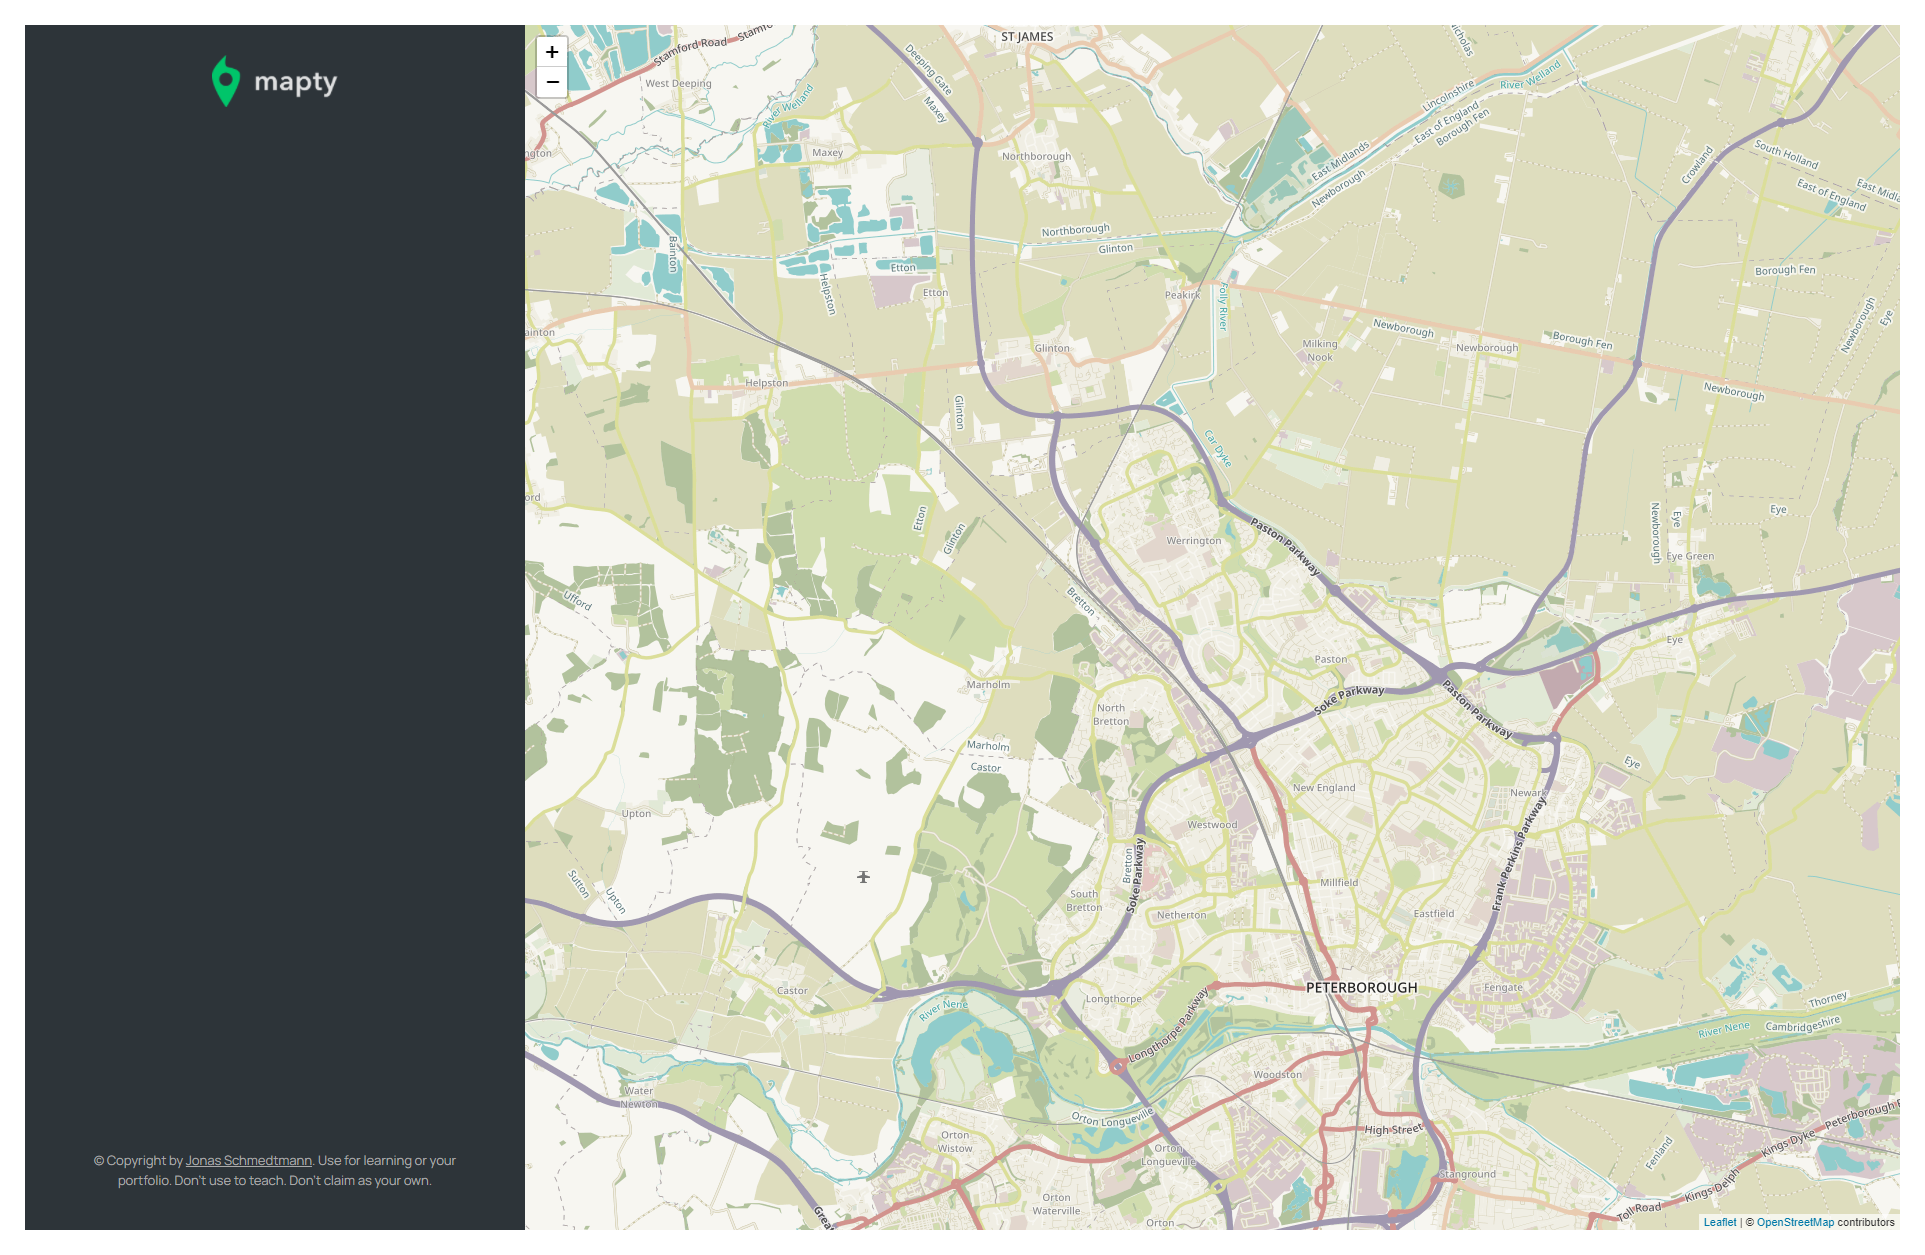 mapty
© Copyright by Jonas Schmedtmann. Use for learning or your
portfolio. Don't use to teach. Don't claim as your own.
+
−
Stamford Road
ST JAMES
Deeping Gate
Maxey
West Deeping
River Welland
Maxey
Northborough
Lincolnshire
East of England
Borough Fen
River Welland
East Midlands
Newborough
Crowland
South Holland
East of England
Bainton
Helpston
Etton
Etton
Northborough
Glinton
Peakirk
Folly River
Borough Fen
Newborough
Eye
Newborough
Borough Fen
Newborough
Milking
Nook
Glinton
Helpston
Newborough
Glinton
Car Dyke
Etton
Glinton
Werrington
Paston Parkway
Newborough
Eye
Eye
Eye Green
Ufford
Bretton
Eye
Paston
Marholm
Soke Parkway
Paston Parkway
North
Bretton
Marholm
Castor
Eye
New England
Newark
Upton
Westwood
Bretton
Soke Parkway
Frank Perkins Parkway
Sutton
Upton
South
Bretton
Millfield
Netherton
Eastfield
PETERBOROUGH
Castor
River Nene
Longthorpe
Longthorpe Parkway
Fengate
Thorney
River Nene
Cambridgeshire
Woodston
Water
Newton
Orton Longueville
High Street
Orton
Wistow
Orton
Longueville
Fenland
Kings Dyke
Peterborough
Stanground
Kings Delph
Toll Road
Orton
Waterville
Orton
Leaflet | © OpenStreetMap contributors